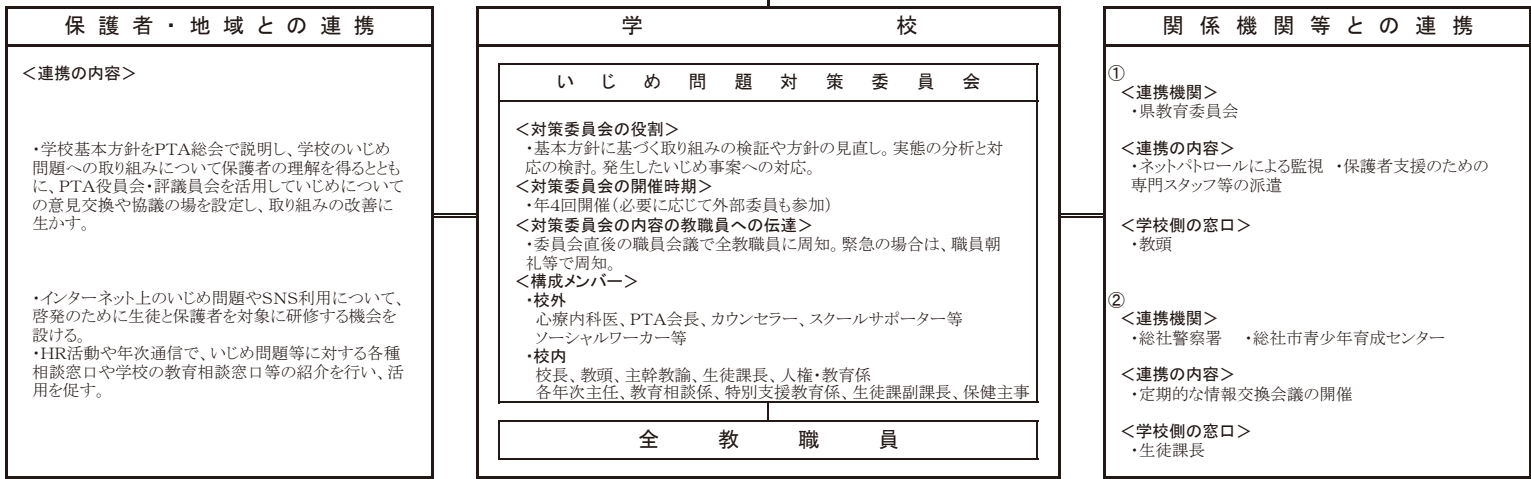 保護者・地域との連携
＜連携の内容＞
・学校基本方針をPTA総会で説明し、学校のいじめ
問題への取り組みについて保護者の理解を得るととも
に、PTA役員会・評議員会を活用していじめについて
の意見交換や協議の場を設定し、取り組みの改善に
生かす。
・インターネット上のいじめ問題やSNS利用について、
啓発のために生徒と保護者を対象に研修する機会を
設ける。
・HR活動や年次通信で、いじめ問題等に対する各種
相談窓口や学校の教育相談窓口等の紹介を行い、活
用を促す。
学校
いじめ問題対策委員会
＜対策委員会の役割＞
・基本方針に基づく取り組みの検証や方針の見直し。実態の分析と対
応の検討。発生したいじめ事案への対応。
＜対策委員会の開催時期＞
・年4回開催（必要に応じて外部委員も参加）
＜対策委員会の内容の教職員への伝達＞
・委員会直後の職員会議で全教職員に周知。緊急の場合は、職員朝
礼等で周知。
＜構成メンバー＞
・校外
心療内科医、PTA会長、カウンセラー、スクールサポーター等
ソーシャルワーカー等
・校内
校長、教頭、主幹教諭、生徒課長、人権・教育係
各年次主任、教育相談係、特別支援教育係、生徒課副課長、保健主事
全教職員
関係機関等との連携
①
＜連携機関＞
・県教育委員会
＜連携の内容＞
・ネットパトロールによる監視　・保護者支援のための
専門スタッフ等の派遣
＜学校側の窓口＞
・教頭
②
＜連携機関＞
・総社警察署　・総社市青少年育成センター
＜連携の内容＞
・定期的な情報交換会議の開催
＜学校側の窓口＞
・生徒課長